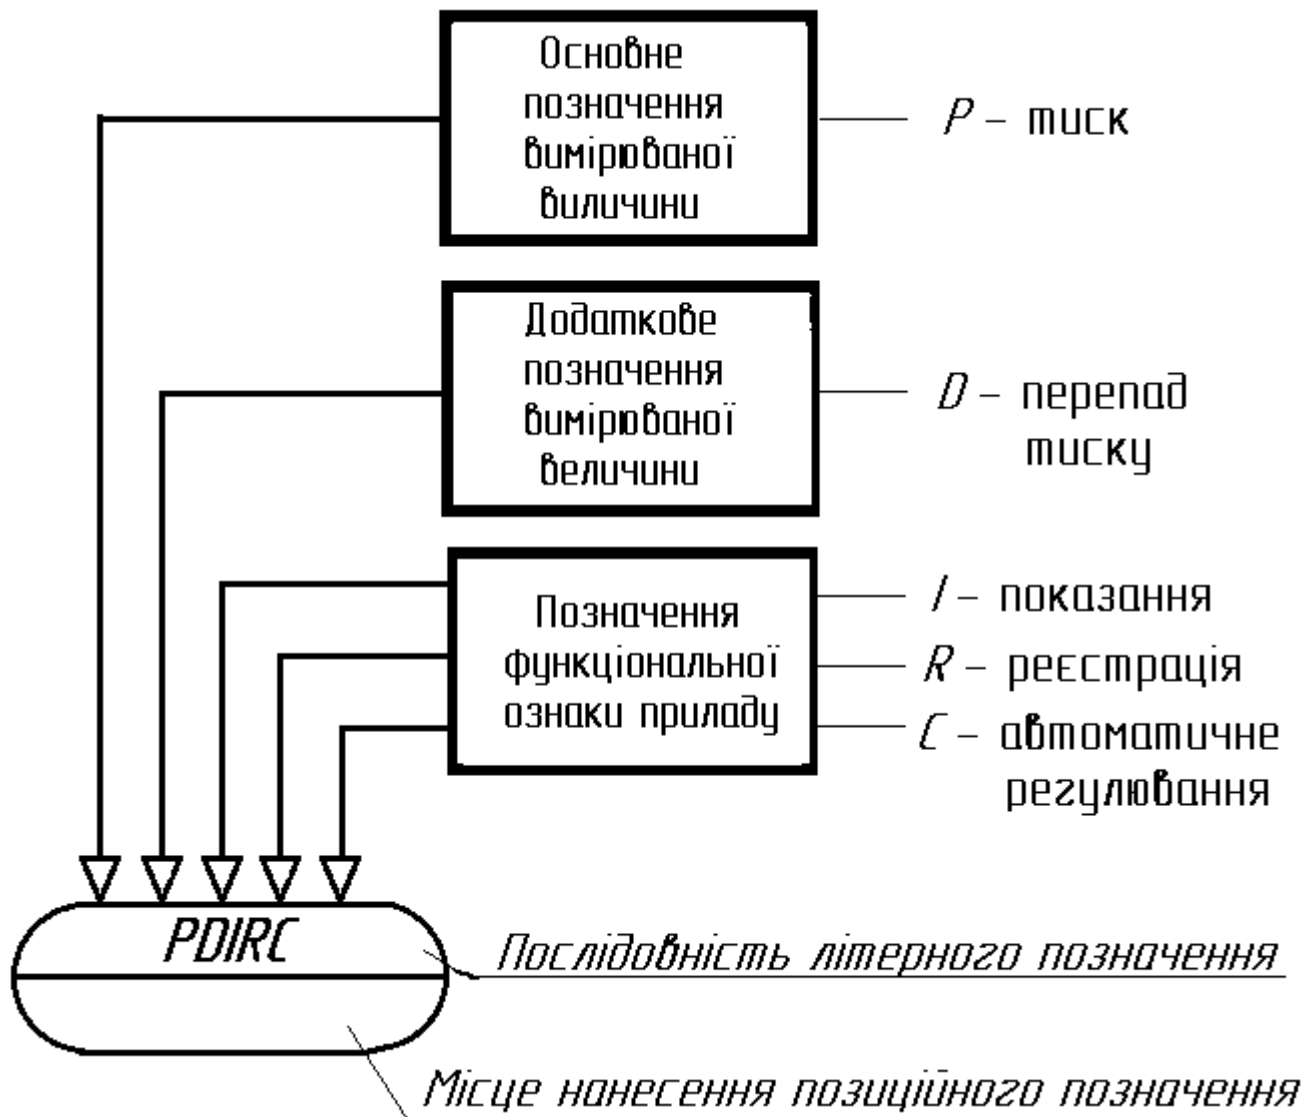 Основне
позначення
вимірюваної
виличини
P – тиск
Додаткове
позначення
вимірюваної
величини
D – перепад
тиску
Позначення
функціональної
ознаки приладу
I – показання
R – реєстрація
C – автоматичне
регулювання
PDIRC
Послідовність літерного позначення
Місце нанесення позиційного позначення